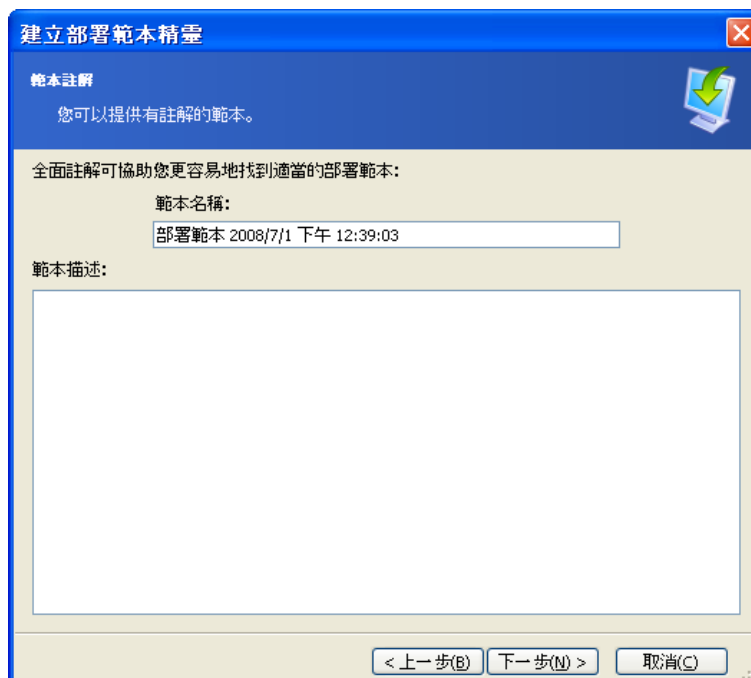 建立部署範本精靈
範本註解
您可以提供有註解的範本。
全面註解可協助您更容易地找到適當的部署範本:
範本名稱:
部署範本 2008/7/1 下午 12:39:03
範本描述:
< 上一步(B) 下一步(N) > 取消(C)